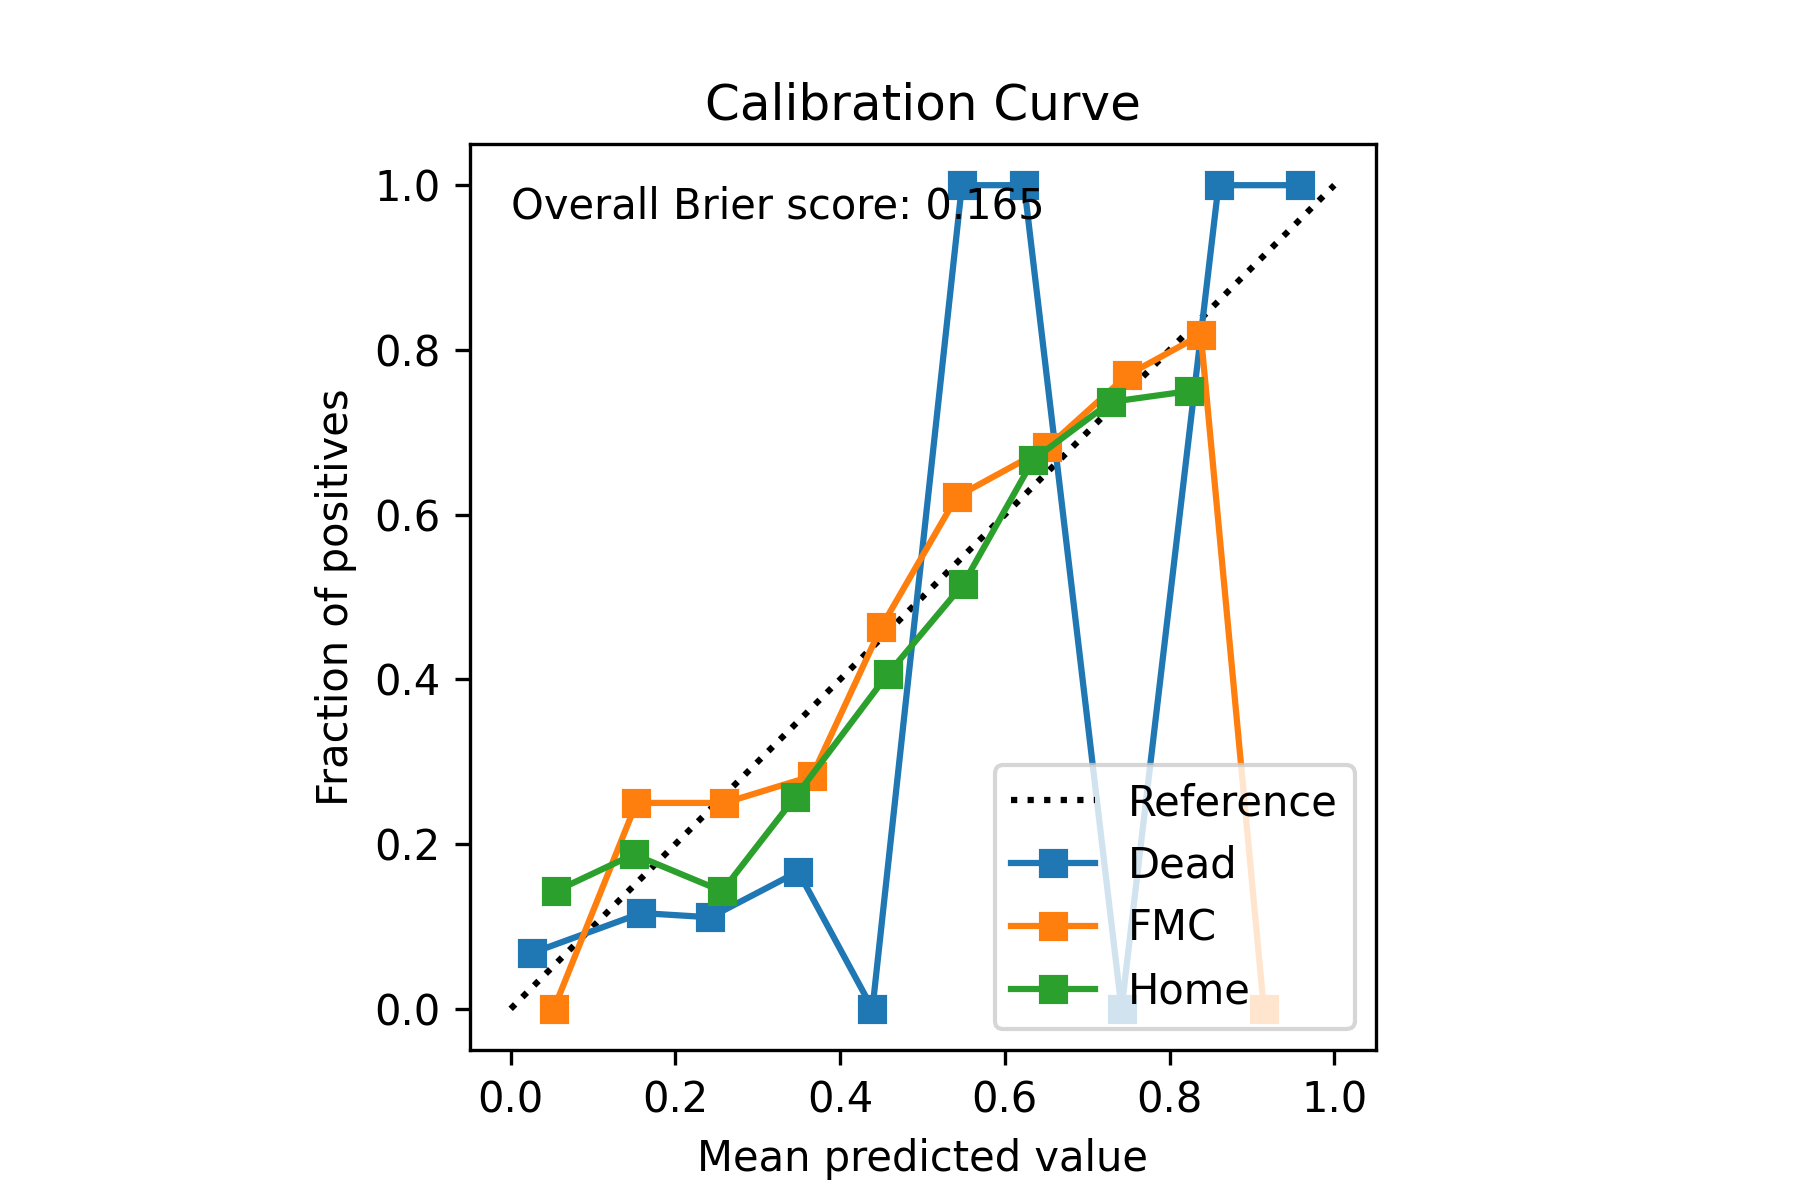 Calibration Curve
Overall Brier score: 0.165
Fraction of positives
1.0
0.8
0.6
0.4
0.2
0.0
Reference
Dead
FMC
Home
0.0 0.2 0.4 0.6 0.8 1.0
Mean predicted value